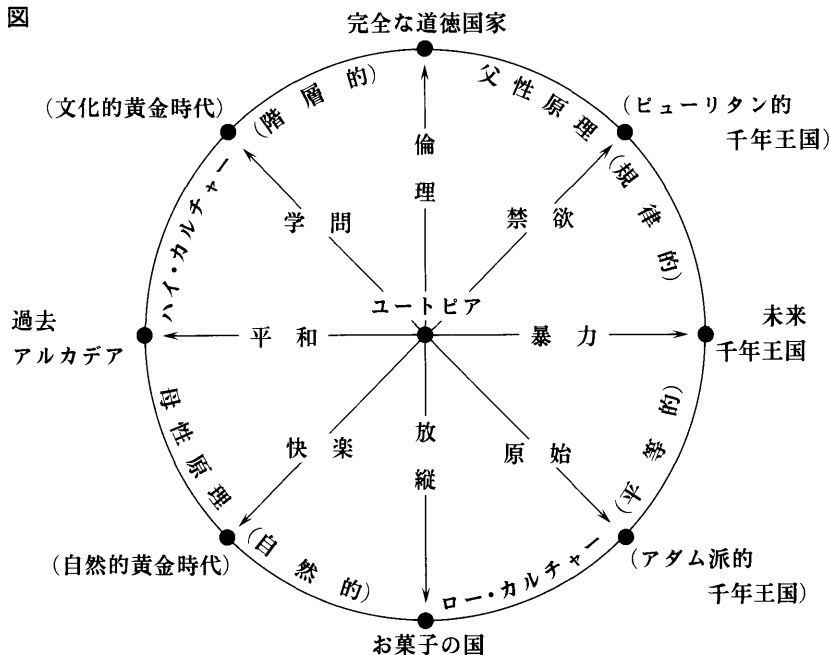 図
完全な道徳国家
(文化的黄金時代)
(階層的)
父性原理
(ピューリタン的
千年王国)
ハイ・カルチャー
(規律的)
倫理
学問
禁欲
ユートピア
過去
アルカデア
平和
暴力
未来
千年王国
母性原理
(平等的)
快楽
放縦
原始
(自然的黄金時代)
(自然的)
ロー・カルチャー
(アダム派的
千年王国)
お菓子の国